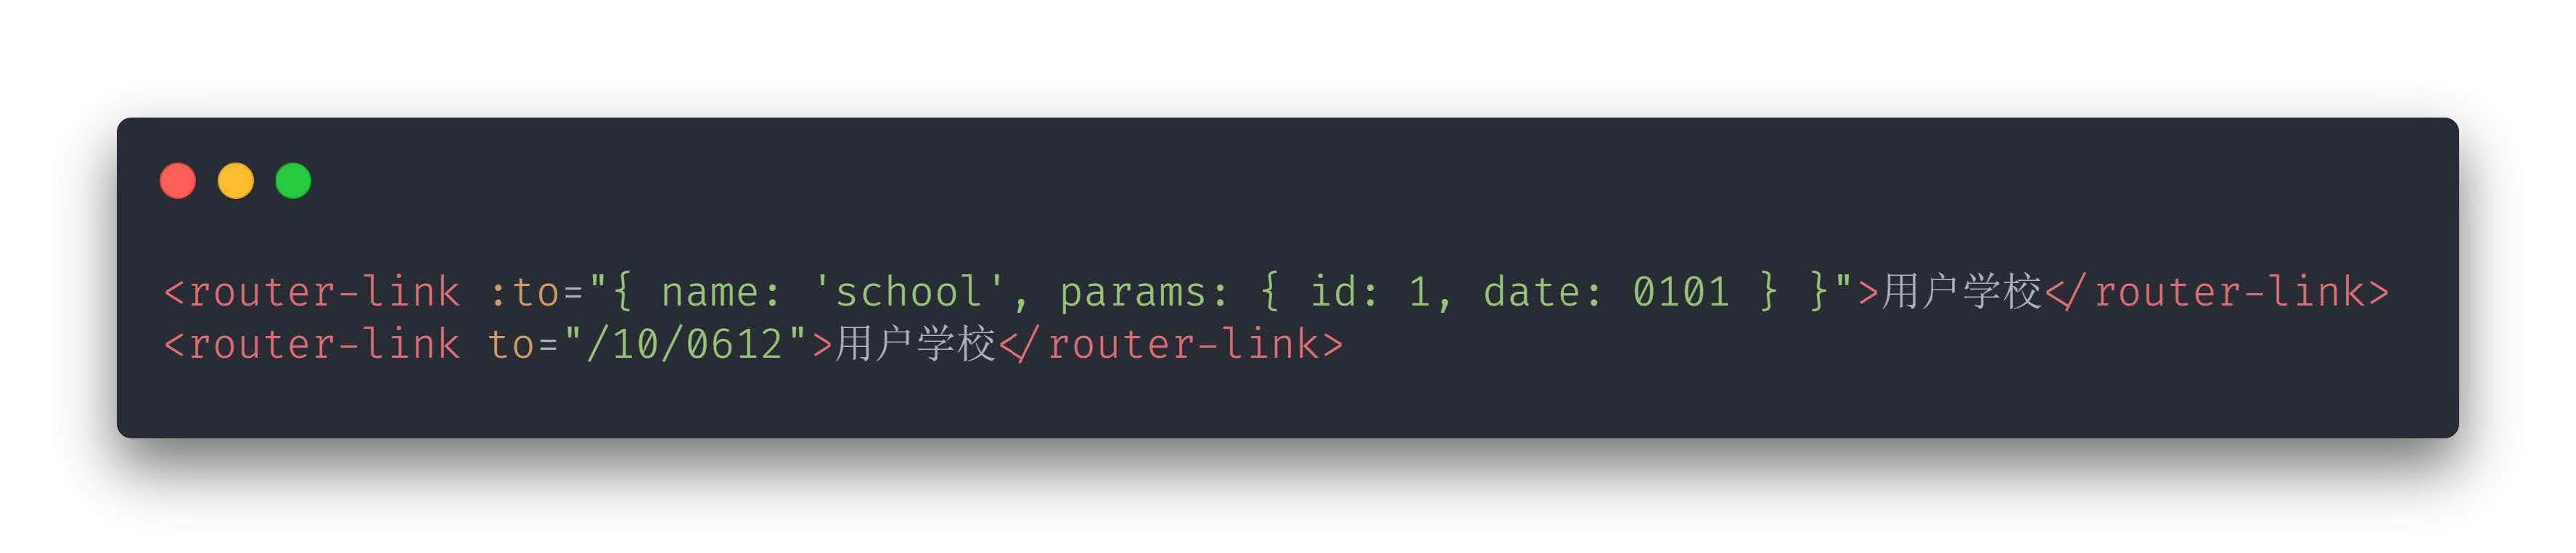 <router-link :to="{ name: 'school', params: { id: 1, date: 0101 } }">用户学校</router-link>
<router-link to="/10/0612">用户学校</router-link>